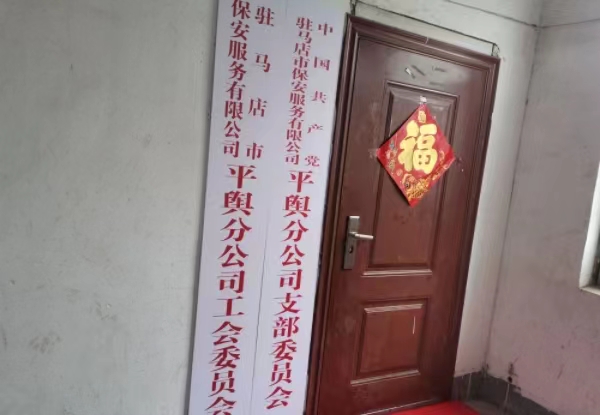 中国共产党
驻马店市保安服务有限公司
平舆分公司支部委员会
驻马店市
保安服务有限公司
平舆分公司工会委员
福